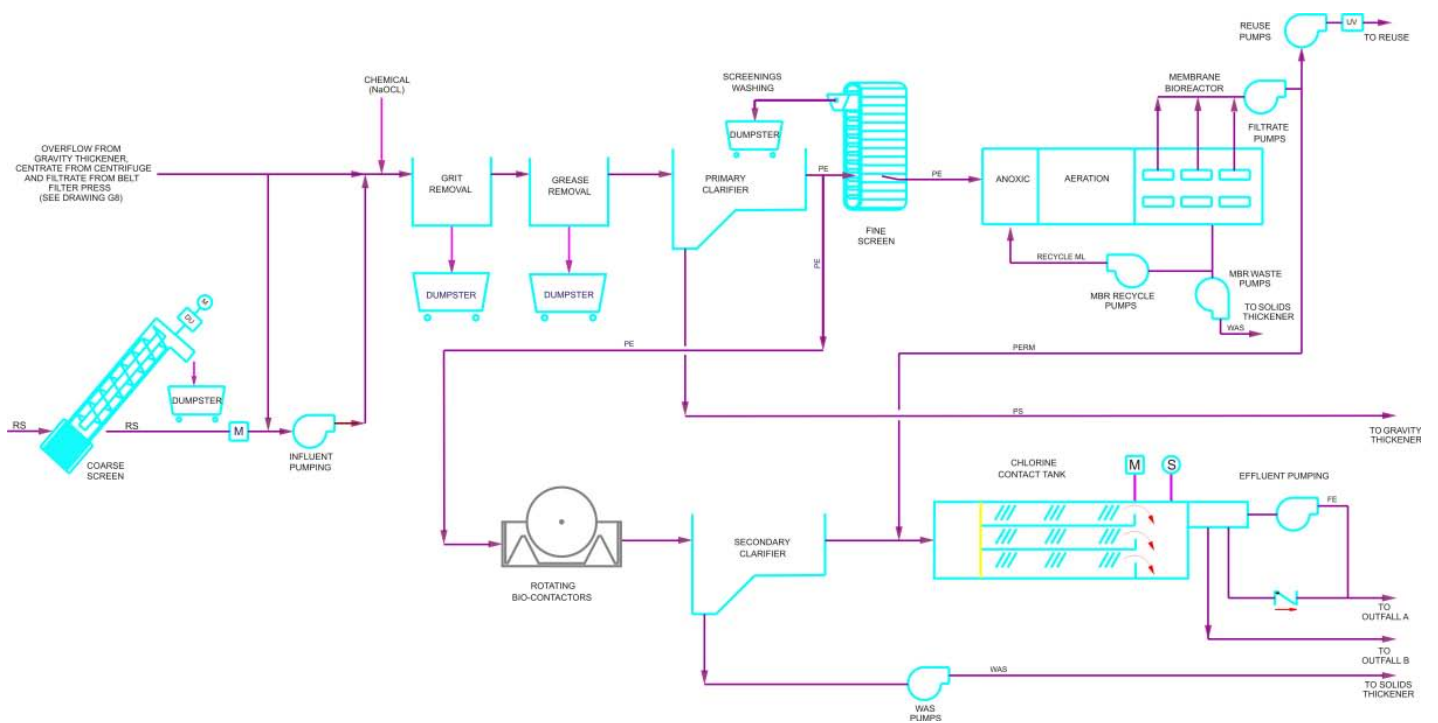 REUSE
PUMPS
UV
TO REUSE
CHEMICAL
(NaOCL)
SCREENINGS
WASHING
MEMBRANE
BIOREACTOR
DUMPSTER
FILTRATE
PUMPS
OVERFLOW FROM
GRAVITY THICKENER,
CENTRATE FROM CENTRIFUGE
AND FILTRATE FROM BELT
FILTER PRESS
(SEE DRAWING G8)
GRIT
REMOVAL
GREASE
REMOVAL
PRIMARY
CLARIFIER
PE
PE
ANOXIC
AERATION
FINE
SCREEN
PE
RECYCLE ML
MBR RECYCLE
PUMPS
MBR WASTE
PUMPS
TO SOLIDS
THICKENER
WAS
DUMPSTER
DUMPSTER
M
DU
DUMPSTER
PE
PERM
RS
RS
M
COARSE
SCREEN
INFLUENT
PUMPING
PS
TO GRAVITY
THICKENER
CHLORINE
CONTACT TANK
M
S
EFFLUENT PUMPING
FE
SECONDARY
CLARIFIER
ROTATING
BIO-CONTACTORS
TO
OUTFALL A
TO
OUTFALL B
WAS
TO SOLIDS
THICKENER
WAS
PUMPS